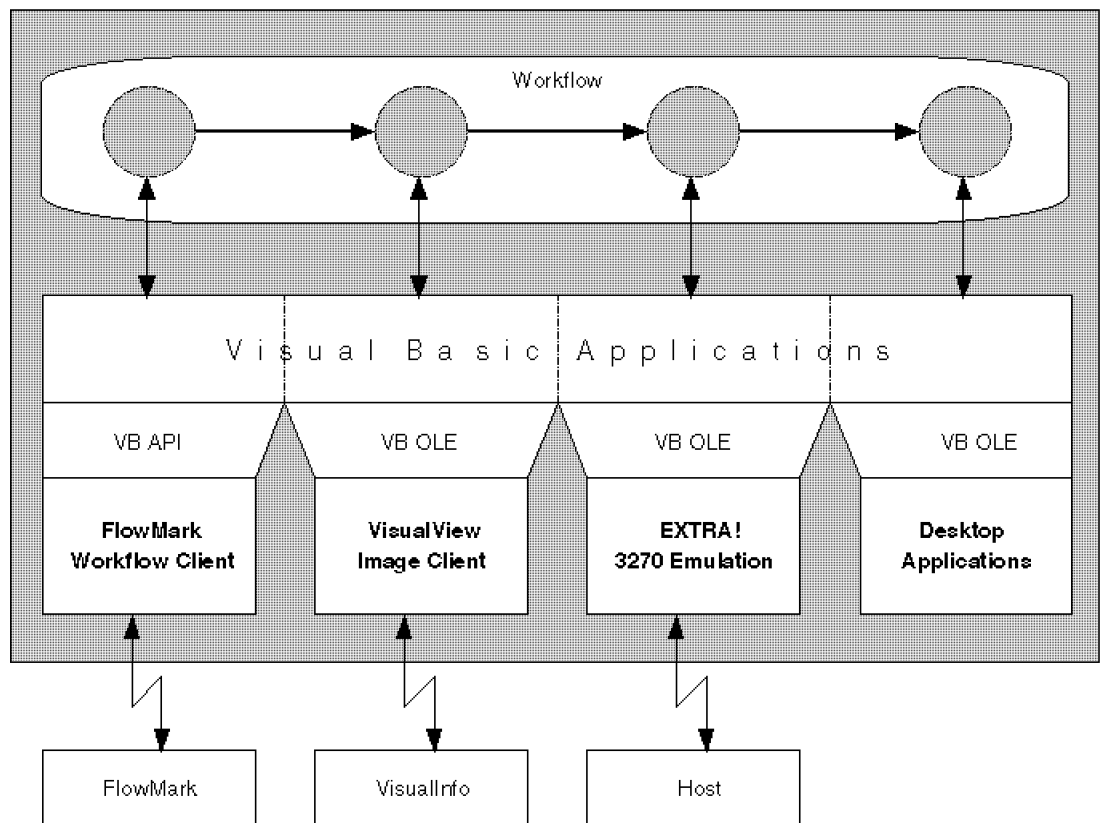 Workflow
Visual Basic Applications
VB API
VB OLE
VB OLE
VB OLE
FlowMark
Workflow Client
VisualView
Image Client
EXTRA!
3270 Emulation
Desktop
Applications
FlowMark
VisualInfo
Host